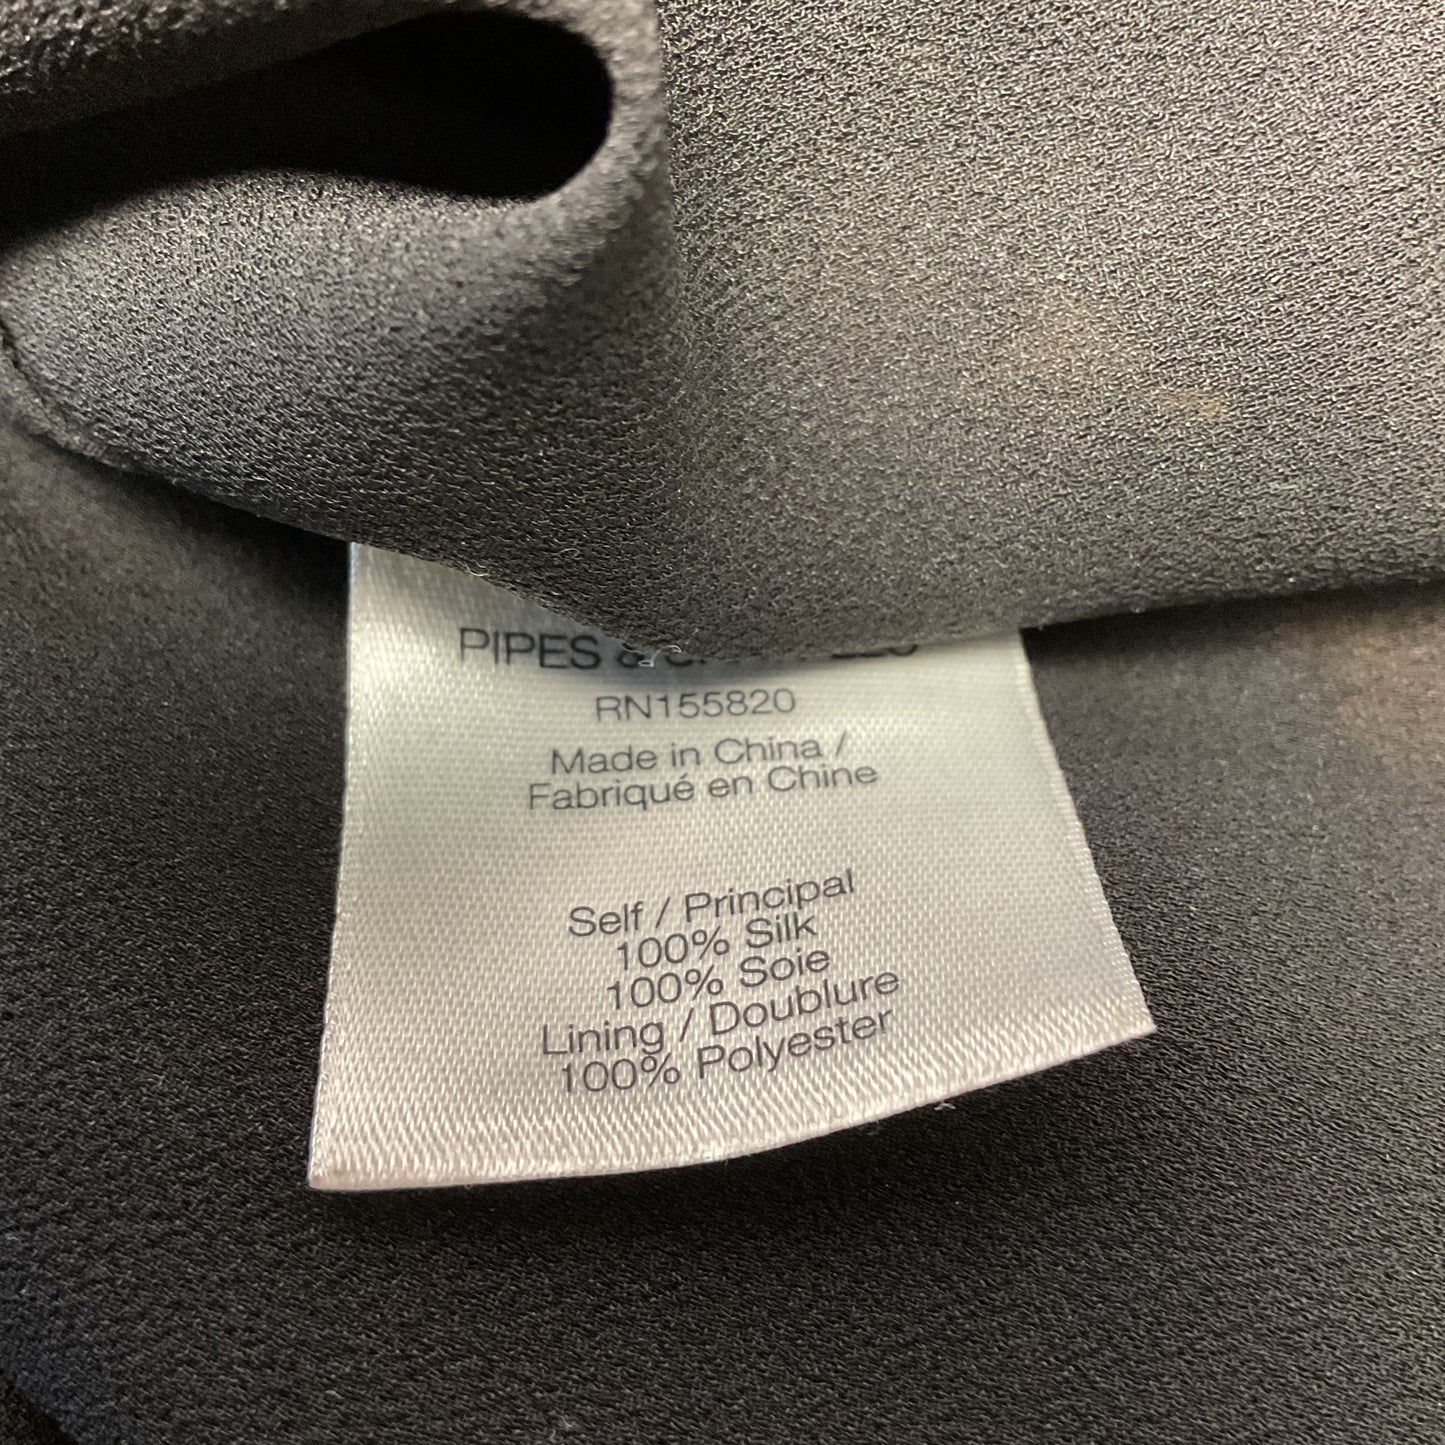 PIPES &
RN155820
Made in China /
Fabriqué en Chine
Self / Principal
100% Silk
100% Soie
Lining / Doublure
100% Polyester